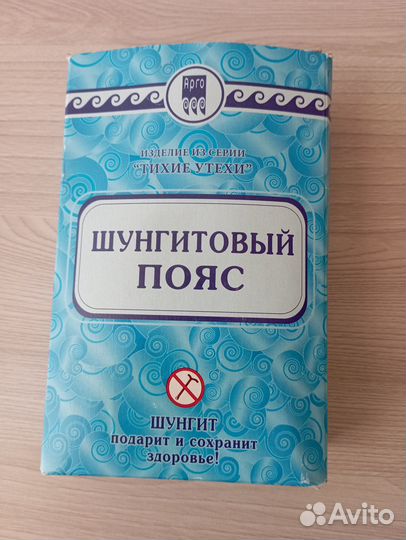 Арго
ИЗДЕЛИЕ ИЗ СЕРИИ
"ТИХИЕ УТЕХИ"
ШУНГИТОВЫЙ
ПОЯС
ШУНГИТ
подарит и сохранит
здоровье!
Avito